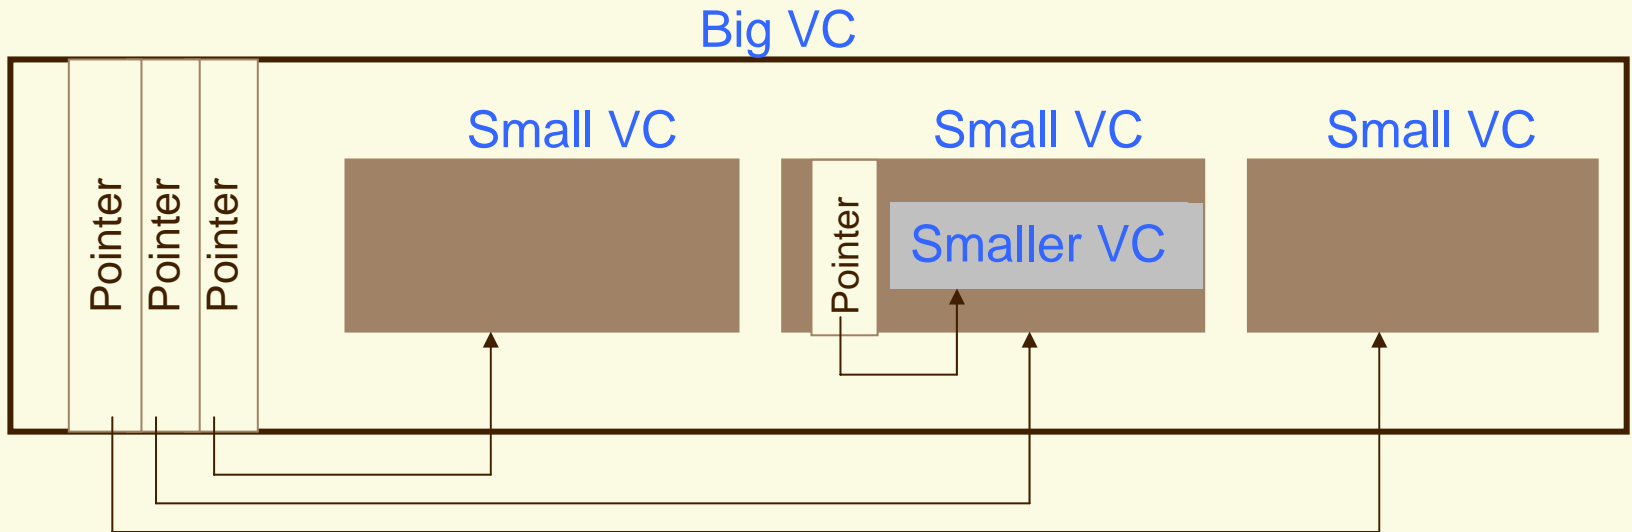 Big VC
Small VC
Small VC
Small VC
Pointer
Pointer
Pointer
Pointer
Smaller VC